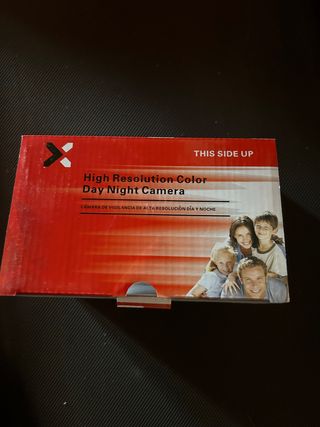 THIS SIDE UP
High Resolution Color
Day Night Camera
CÁMARA DE VIGILANCIA DE ALTA RESOLUCIÓN DÍA Y NOCHE